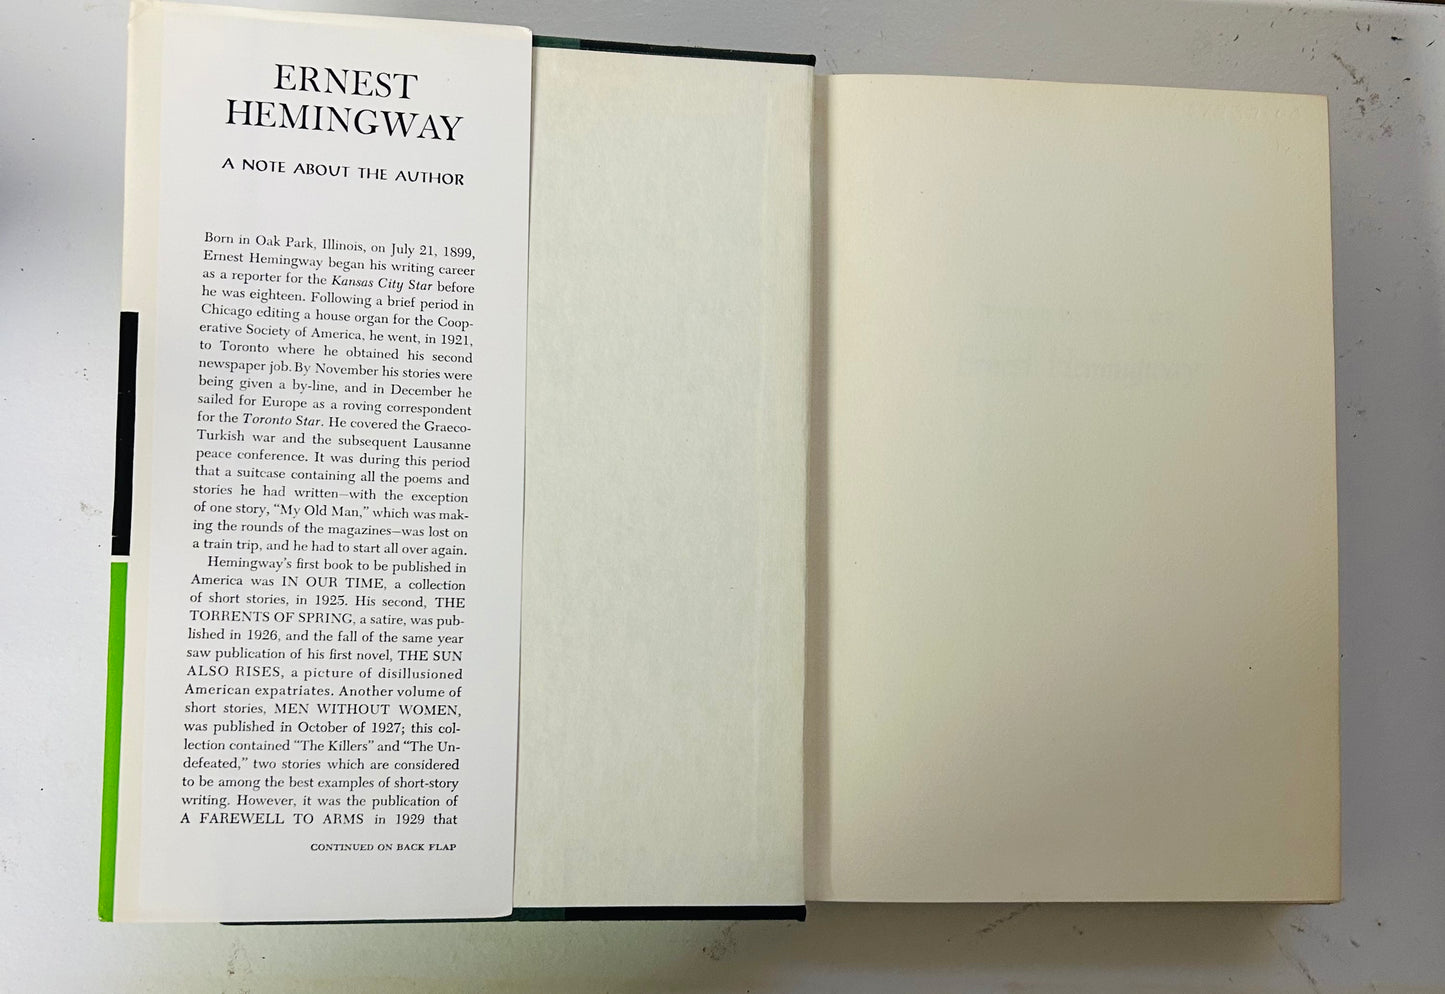 ERNEST
HEMINGWAY
A NOTE ABOUT THE AUTHOR
Born in Oak Park, Illinois, on July 21, 1899,
Ernest Hemingway began his writing career
as a reporter for the Kansas City Star before
he was eighteen. Following a brief period in
Chicago editing a house organ for the Coop-
erative Society of America, he went, in 1921,
to Toronto where he obtained his second
newspaper job. By November his stories were
being given a by-line, and in December he
sailed for Europe as a roving correspondent
for the Toronto Star. He covered the Graeco-
Turkish war and the subsequent Lausanne
peace conference. It was during this period
that a suitcase containing all the poems and
stories he had written—with the exception
of one story, “My Old Man,” which was mak-
ing the rounds of the magazines—was lost on
a train trip, and he had to start all over again.
Hemingway’s first book to be published in
America was IN OUR TIME, a collection
of short stories, in 1925. His second, THE
TORRENTS OF SPRING, a satire, was pub-
lished in 1926, and the fall of the same year
saw publication of his first novel, THE SUN
ALSO RISES, a picture of disillusioned
American expatriates. Another volume of
short stories, MEN WITHOUT WOMEN,
was published in October of 1927; this col-
lection contained “The Killers” and “The Un-
defeated,” two stories which are considered
to be among the best examples of short-story
writing. However, it was the publication of
A FAREWELL TO ARMS in 1929 that
CONTINUED ON BACK FLAP